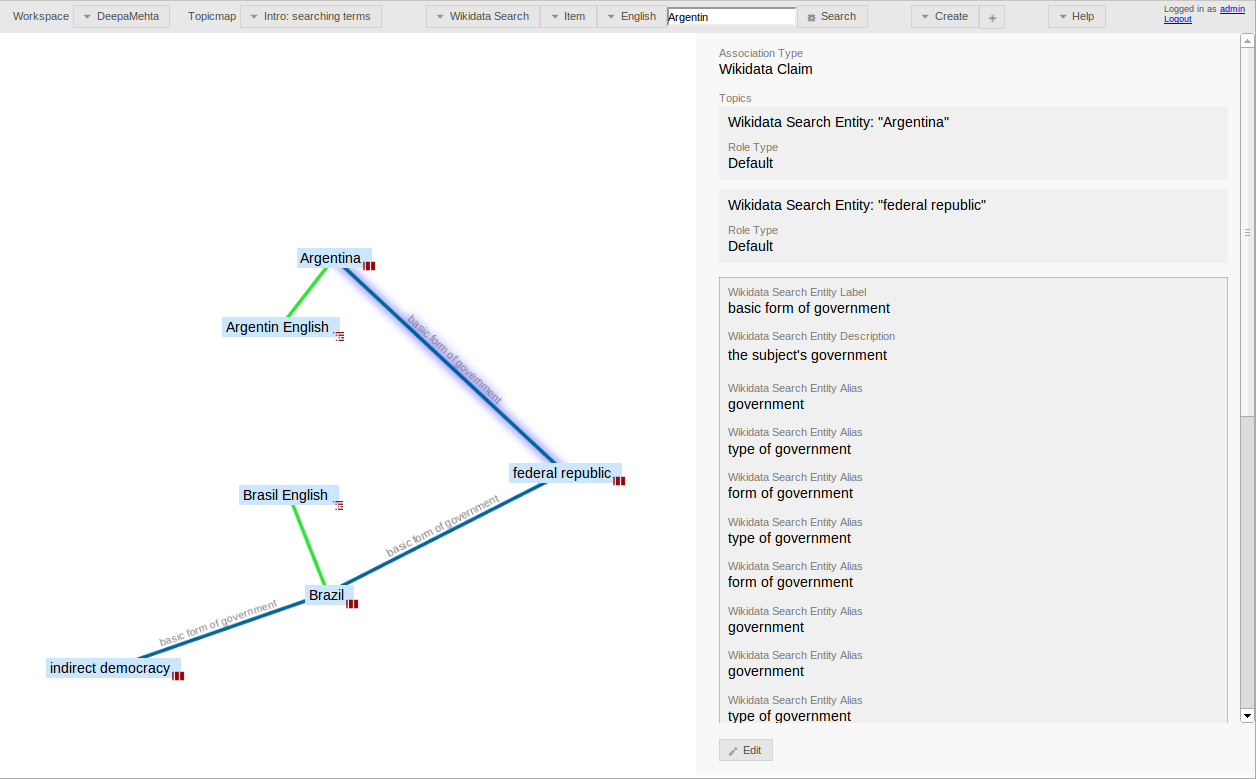 Workspace DeepaMehta Topicmap Intro: searching terms Wikidata Search Item English Argentin Search Create + Help Logged in as admin
Logout
Argentina
Argentin English
basic form of government
federal republic
Brasil English
basic form of government
Brazil
basic form of government
indirect democracy
Association Type
Wikidata Claim
Topics
Wikidata Search Entity: "Argentina"
Role Type
Default
Wikidata Search Entity: "federal republic"
Role Type
Default
Wikidata Search Entity Label
basic form of government
Wikidata Search Entity Description
the subject's government
Wikidata Search Entity Alias
government
Wikidata Search Entity Alias
type of government
Wikidata Search Entity Alias
form of government
Wikidata Search Entity Alias
type of government
Wikidata Search Entity Alias
form of government
Wikidata Search Entity Alias
government
Wikidata Search Entity Alias
government
Wikidata Search Entity Alias
type of government
Edit